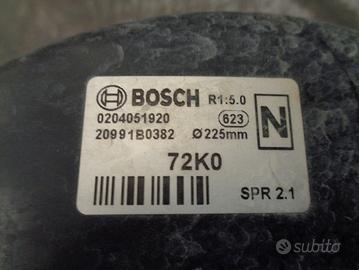 BOSCH R1:5.0
0204051920 623
20991B0382 Ø225mm
N
72K0
SPR 2.1
subito